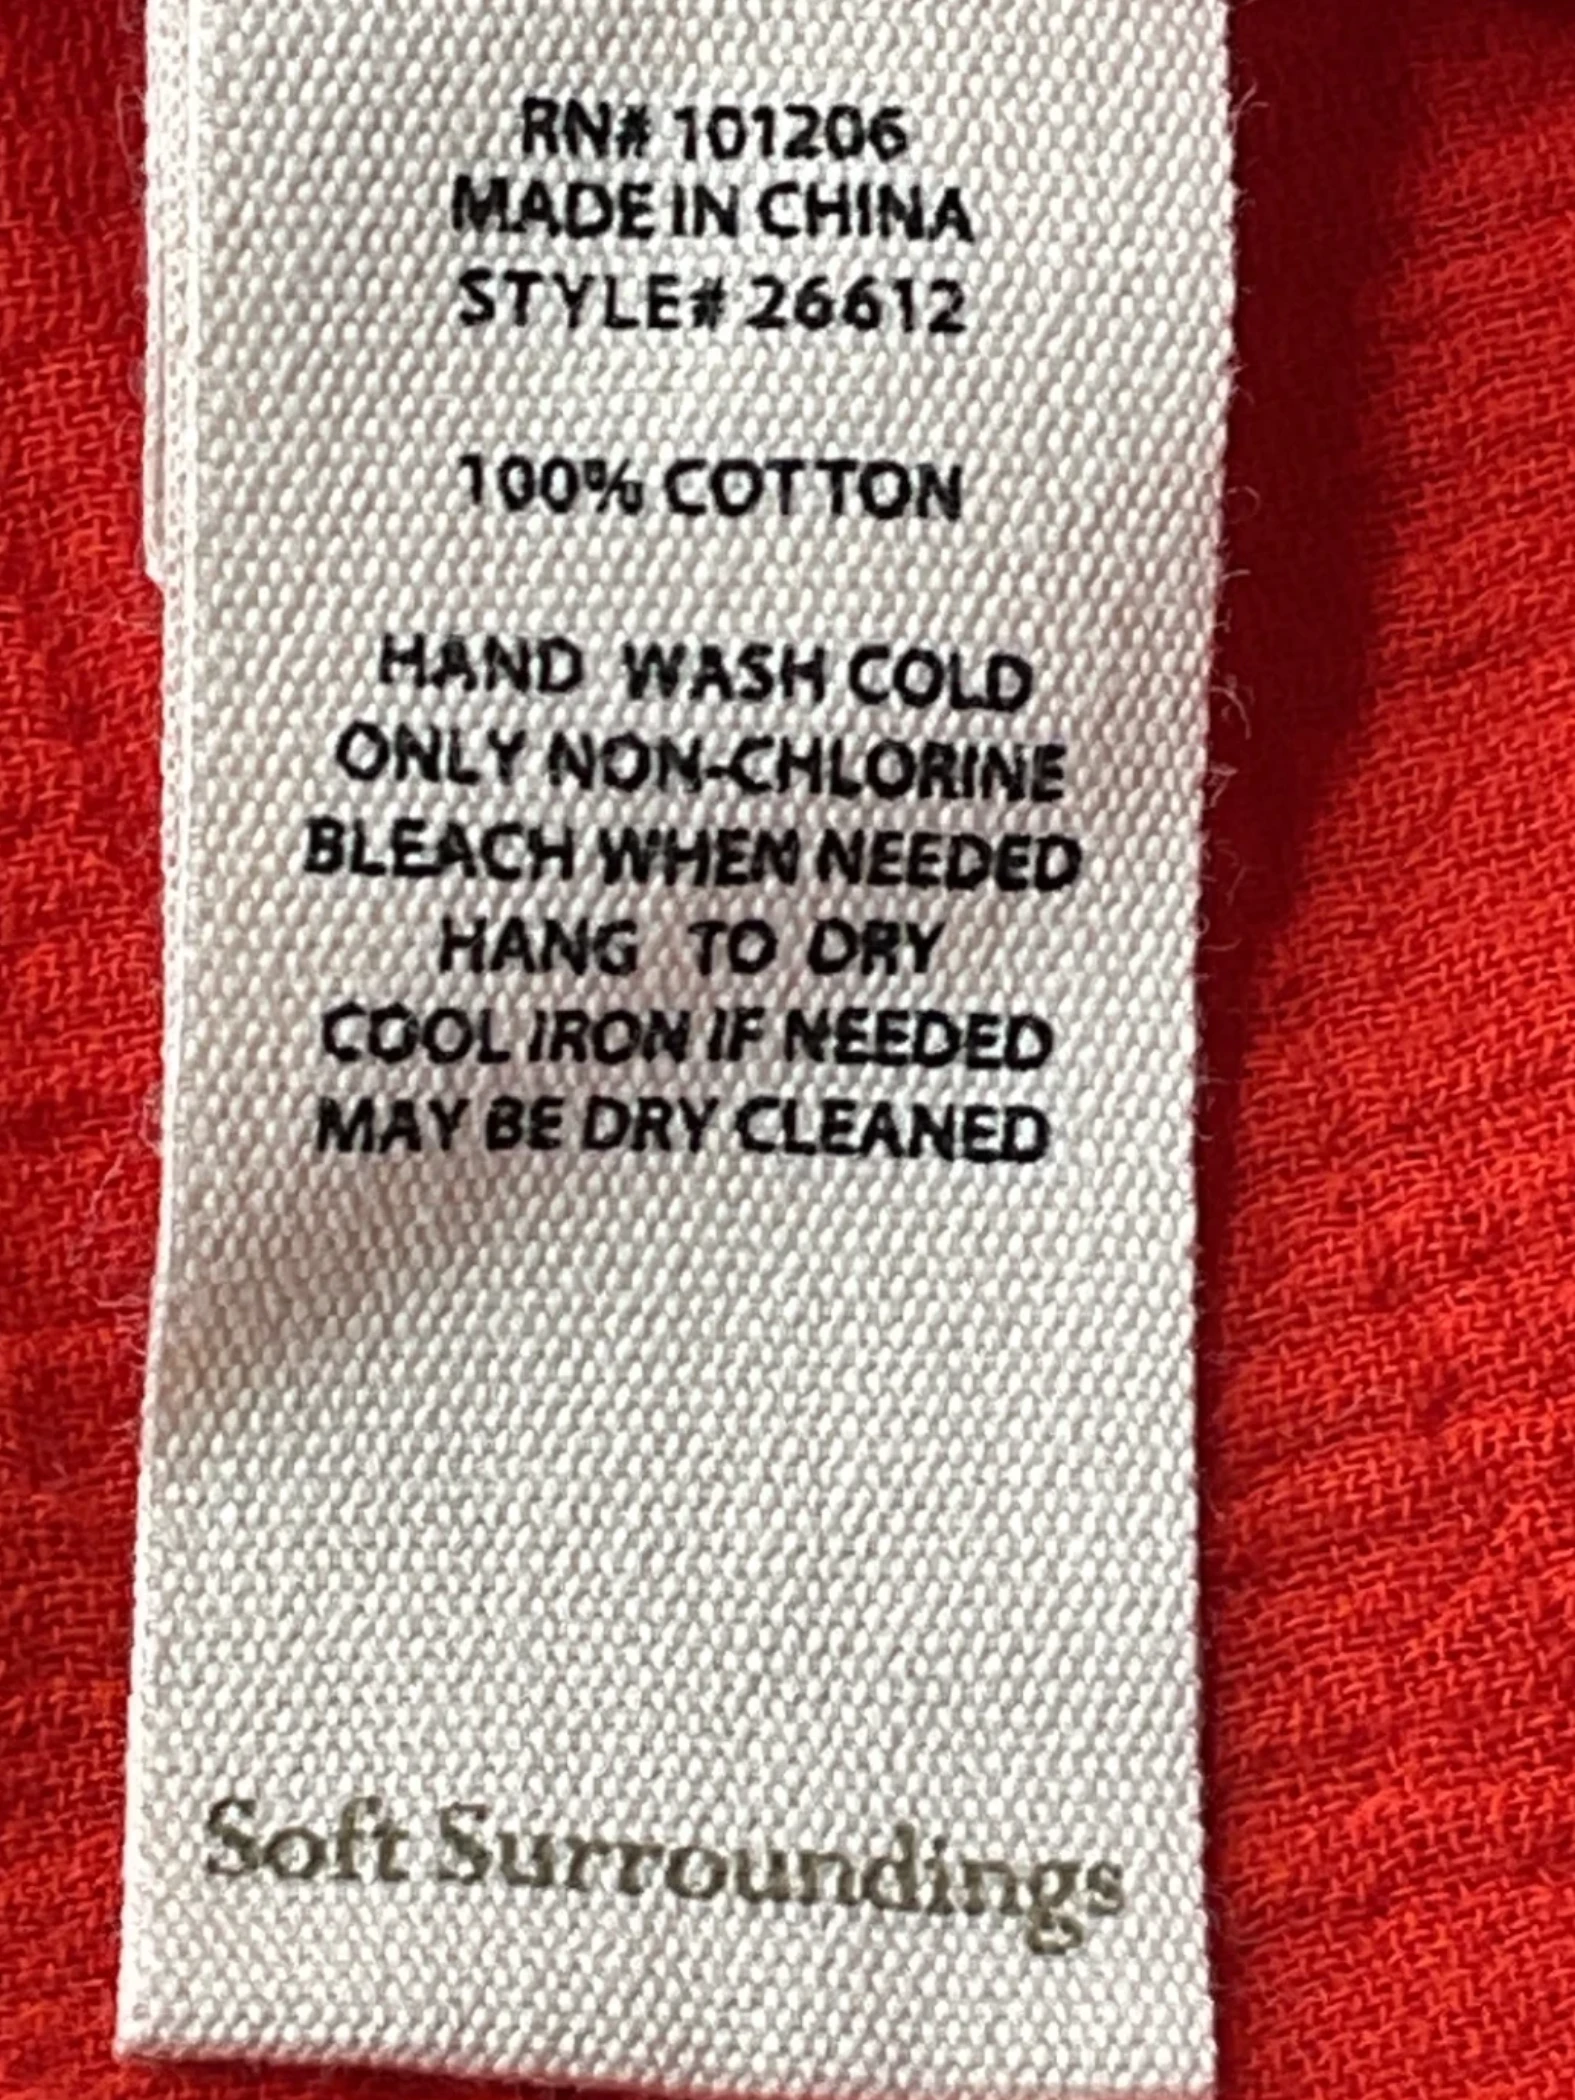 RN# 101206
MADE IN CHINA
STYLE# 26612
100% COTTON
HAND WASH COLD
ONLY NON-CHLORINE
BLEACH WHEN NEEDED
HANG TO DRY
COOL IRON IF NEEDED
MAY BE DRY CLEANED
Soft Surroundings